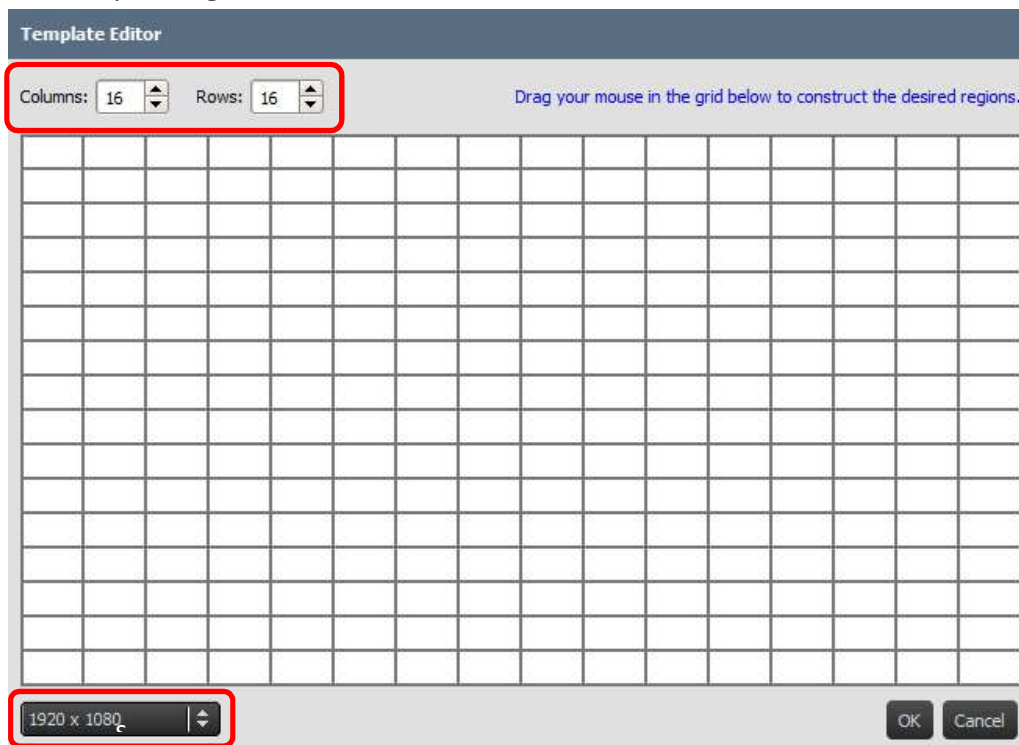 Template Editor
Columns: 16 Rows: 16 Drag your mouse in the grid below to construct the desired regions.
1920 x 1080
OK Cancel